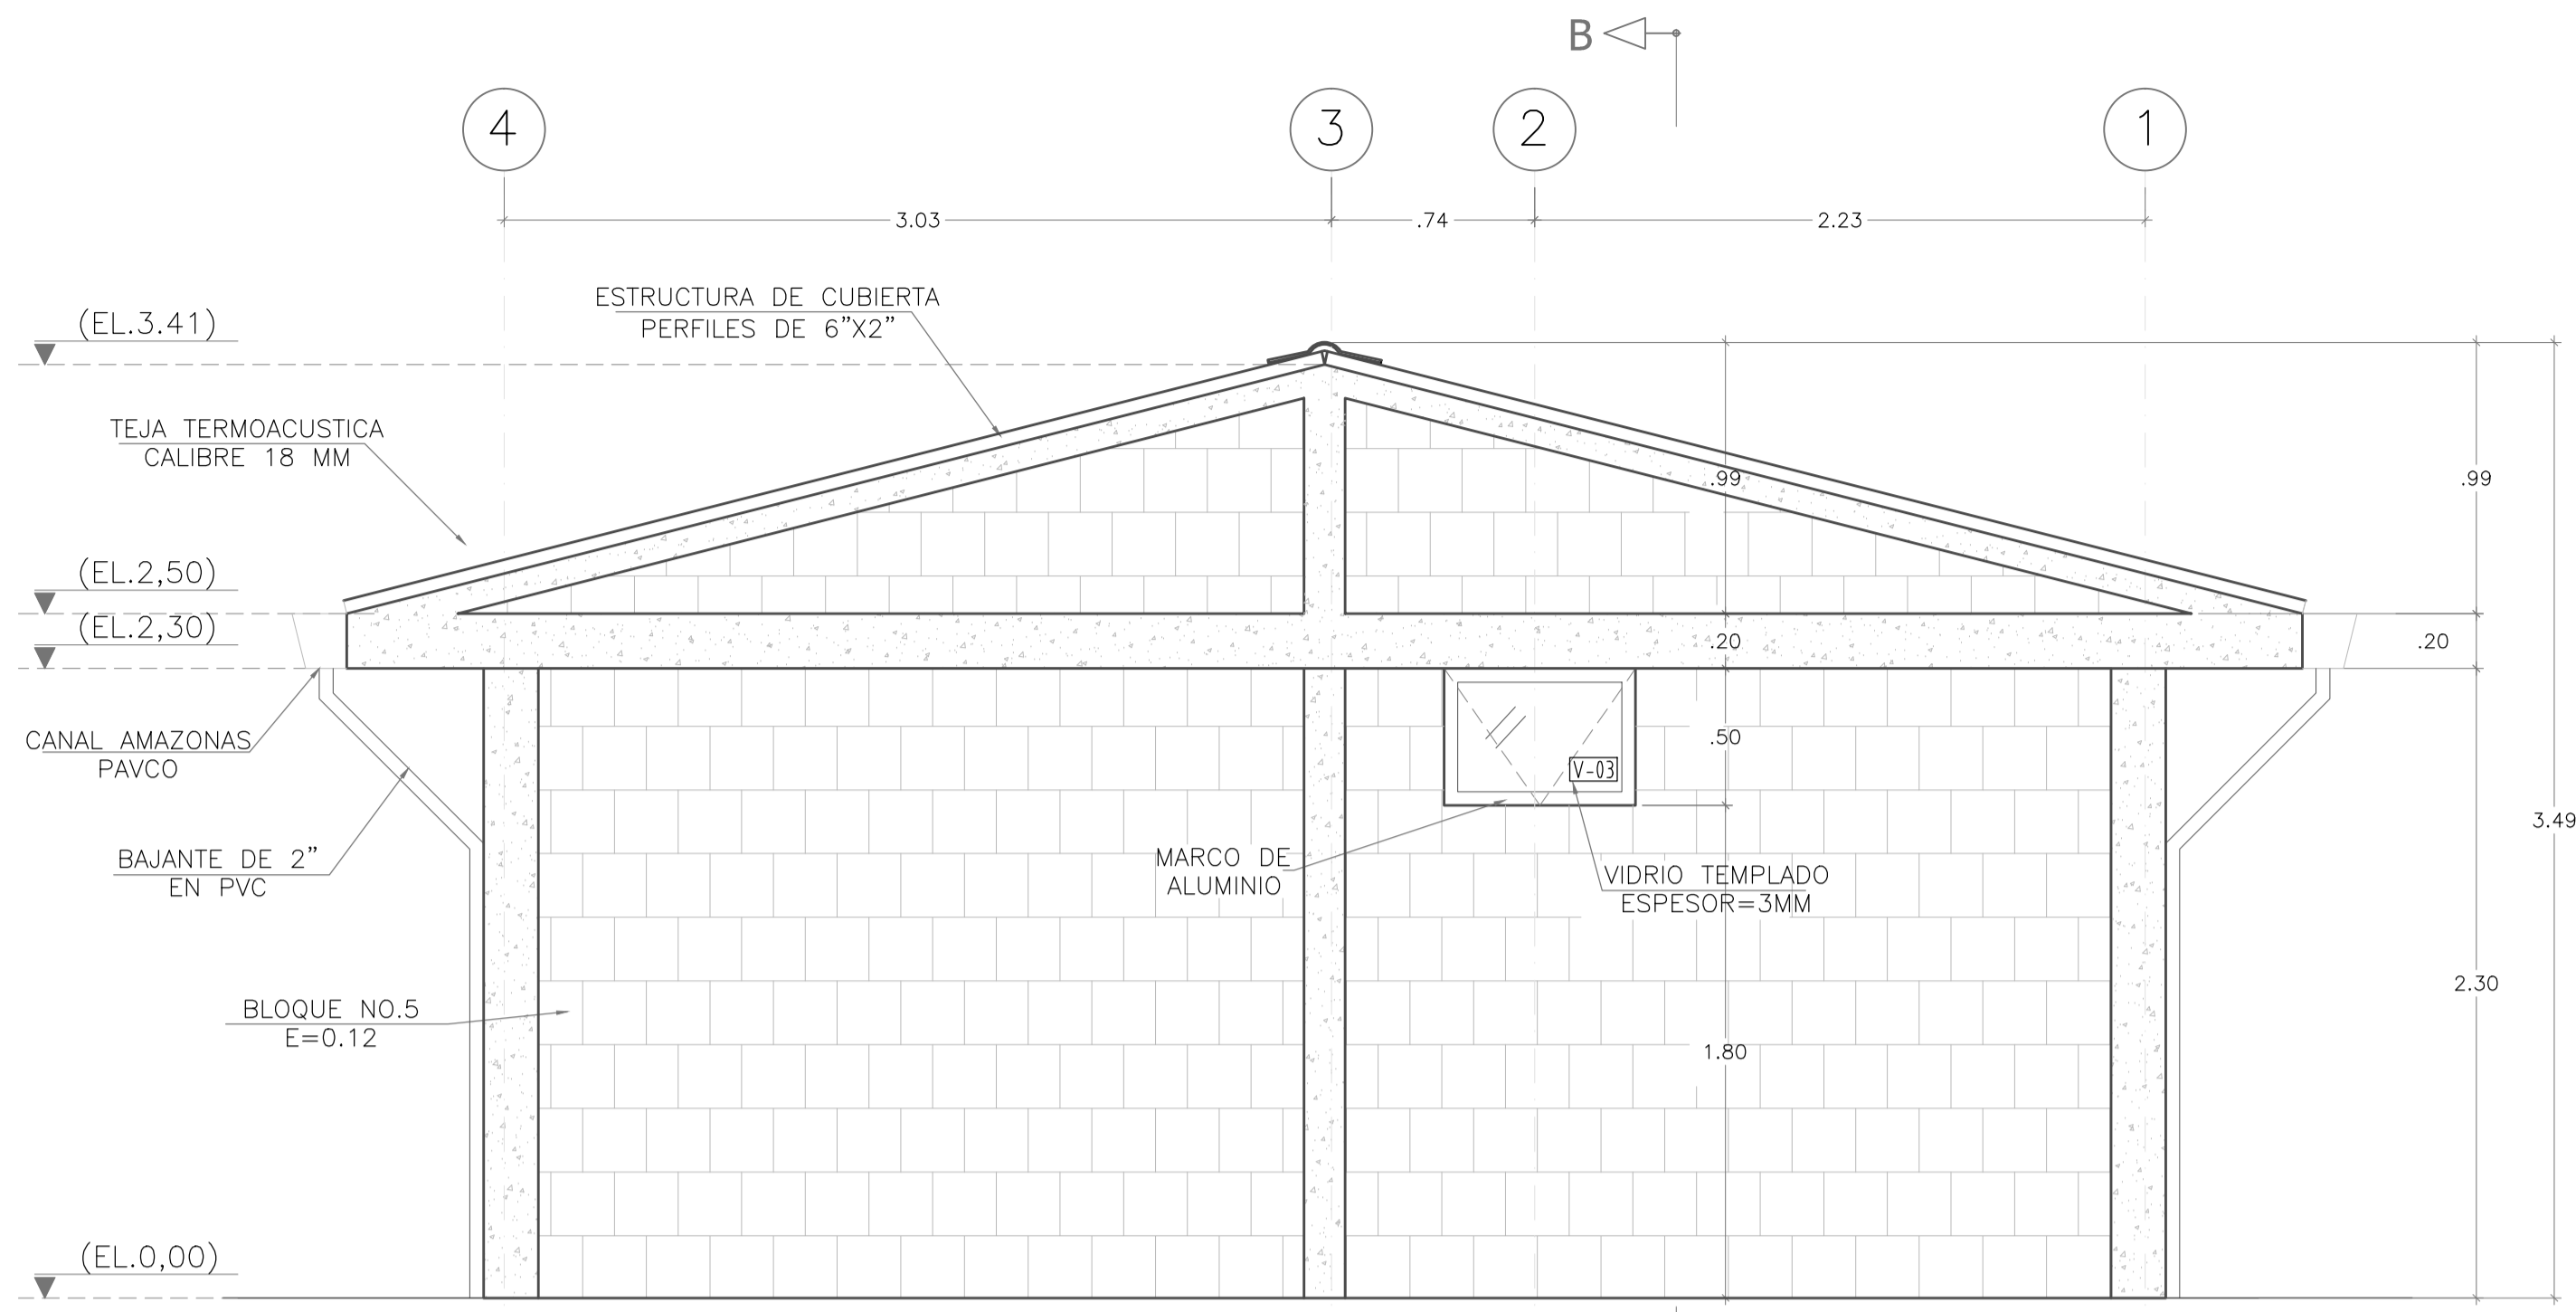 B
4
3
2
1
3.03
.74
2.23
ESTRUCTURA DE CUBIERTA
PERFILES DE 6”X2”
(EL.3.41)
TEJA TERMOACUSTICA
CALIBRE 18 MM
.99
.99
(EL.2,50)
(EL.2,30)
.20
.20
CANAL AMAZONAS
PAVCO
.50
V-03
3.49
BAJANTE DE 2”
EN PVC
MARCO DE
ALUMINIO
VIDRIO TEMPLADO
ESPESOR=3MM
2.30
BLOQUE NO.5
E=0.12
1.80
(EL.0,00)